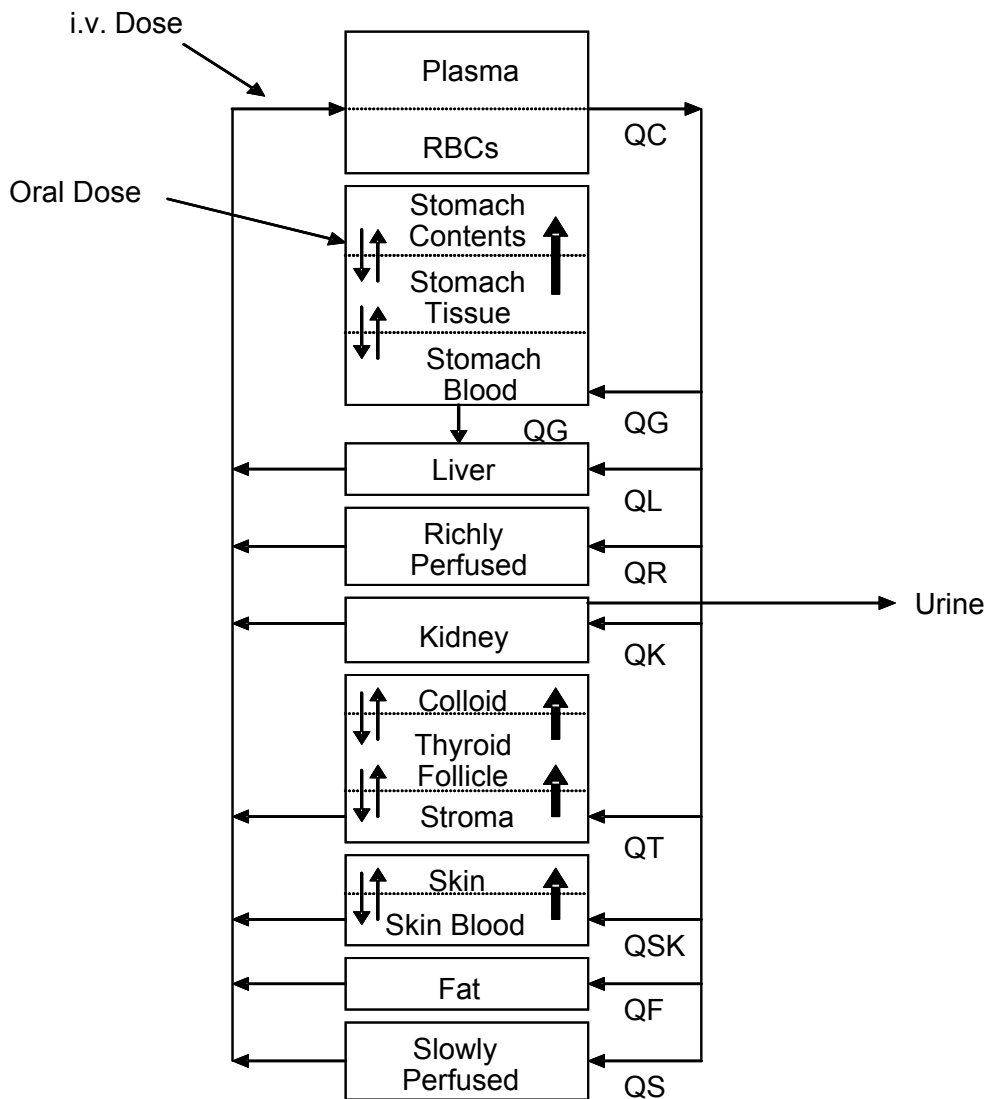 i.v. Dose
Plasma
QC
RBCs
Oral Dose
Stomach
Contents
Stomach
Tissue
Stomach
Blood
QG
QG
Liver
QL
Richly
Perfused
QR
Urine
Kidney
QK
Colloid
Thyroid
Follicle
Stroma
QT
Skin
Skin Blood
QSK
Fat
QF
Slowly
Perfused
QS